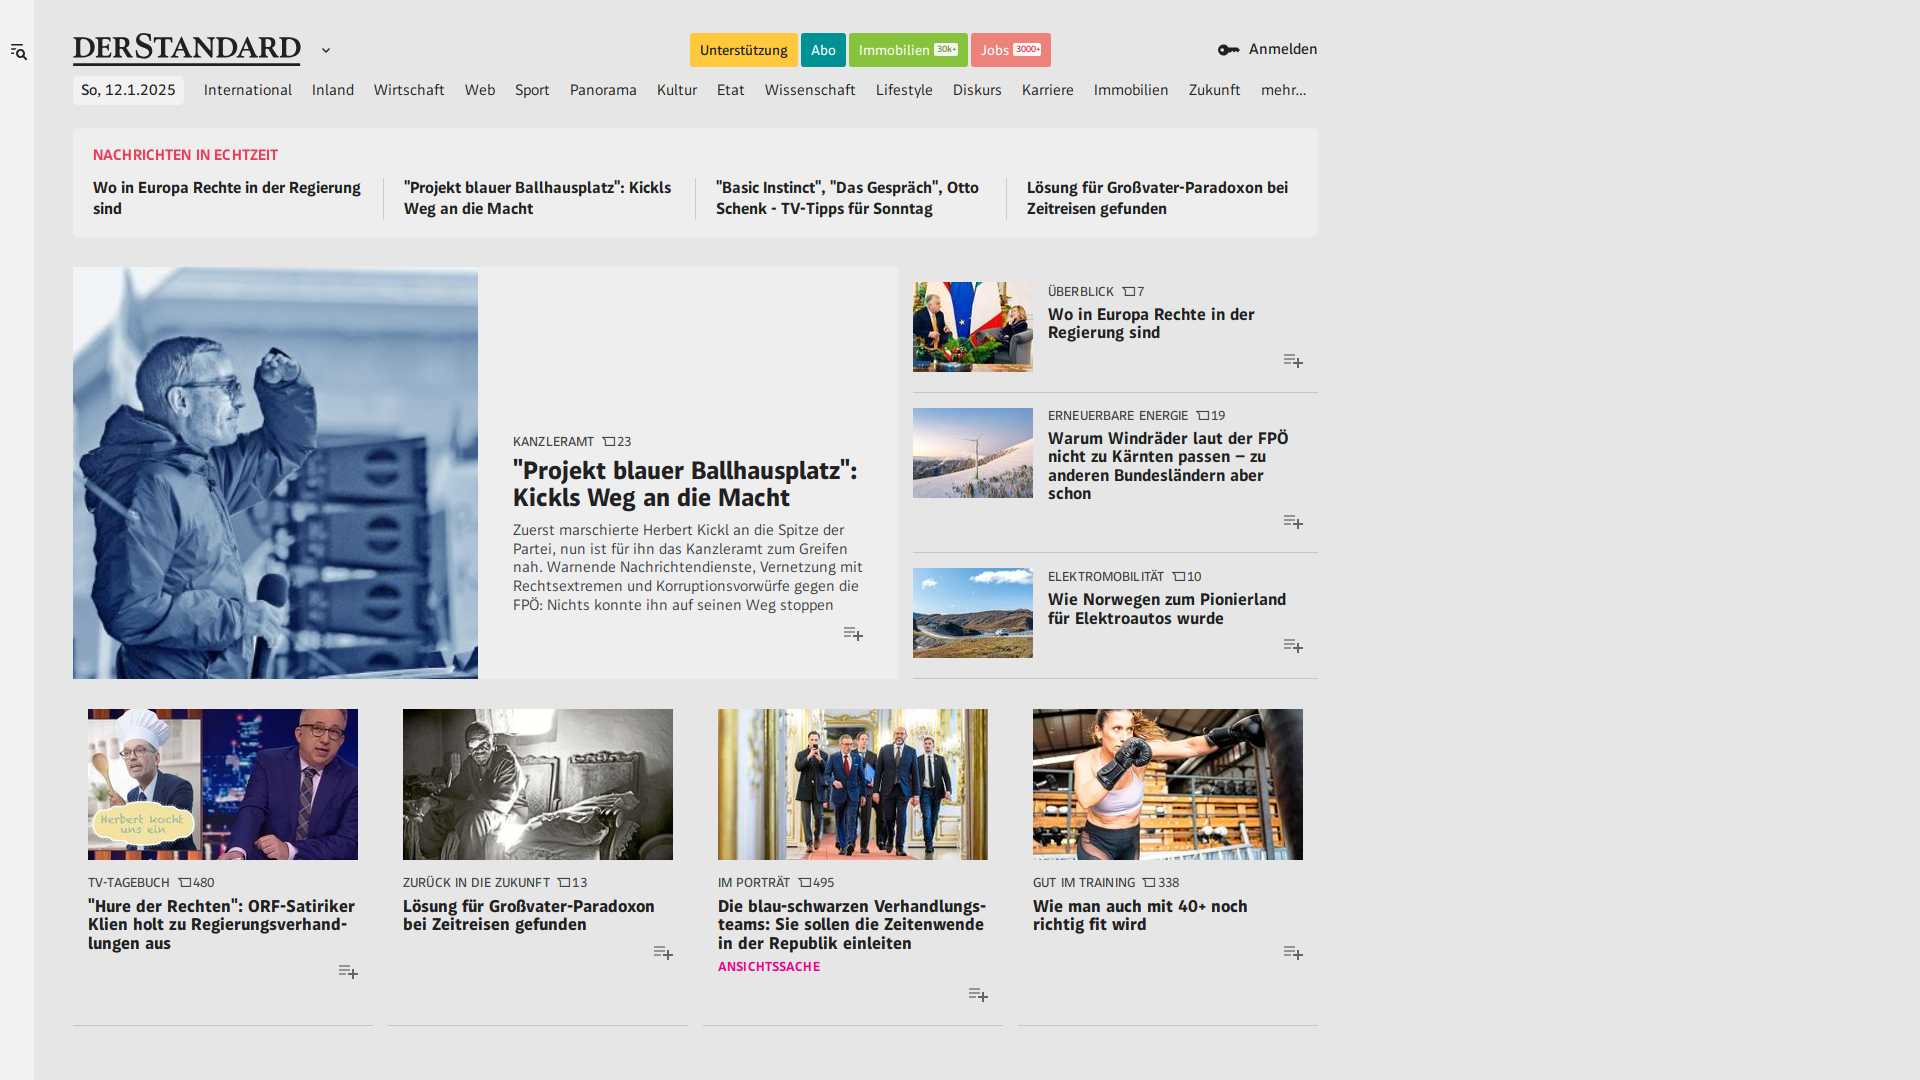 DERSTANDARD
Unterstützung
Abo
Immobilien 30k+
Jobs 3000+
Anmelden
So, 12.1.2025 International Inland Wirtschaft Web Sport Panorama Kultur Etat Wissenschaft Lifestyle Diskurs Karriere Immobilien Zukunft mehr...
NACHRICHTEN IN ECHTZEIT
Wo in Europa Rechte in der Regierung
sind
"Projekt blauer Ballhausplatz": Kickls
Weg an die Macht
"Basic Instinct", "Das Gespräch", Otto
Schenk - TV-Tipps für Sonntag
Lösung für Großvater-Paradoxon bei
Zeitreisen gefunden
KANZLERAMT 23
"Projekt blauer Ballhausplatz":
Kickls Weg an die Macht
Zuerst marschierte Herbert Kickl an die Spitze der
Partei, nun ist für ihn das Kanzleramt zum Greifen
nah. Warnende Nachrichtendienste, Vernetzung mit
Rechtsextremen und Korruptionsvorwürfe gegen die
FPÖ: Nichts konnte ihn auf seinen Weg stoppen
ÜBERBLICK 7
Wo in Europa Rechte in der
Regierung sind
ERNEUERBARE ENERGIE 19
Warum Windräder laut der FPÖ
nicht zu Kärnten passen – zu
anderen Bundesländern aber
schon
ELEKTROMOBILITÄT 10
Wie Norwegen zum Pionierland
für Elektroautos wurde
Herbert kocht
uns ein
TV-TAGEBUCH 480
"Hure der Rechten": ORF-Satiriker
Klien holt zu Regierungsverhand-
lungen aus
ZURÜCK IN DIE ZUKUNFT 13
Lösung für Großvater-Paradoxon
bei Zeitreisen gefunden
IM PORTRÄT 495
Die blau-schwarzen Verhandlungs-
teams: Sie sollen die Zeitenwende
in der Republik einleiten
ANSICHTSSACHE
GUT IM TRAINING 338
Wie man auch mit 40+ noch
richtig fit wird